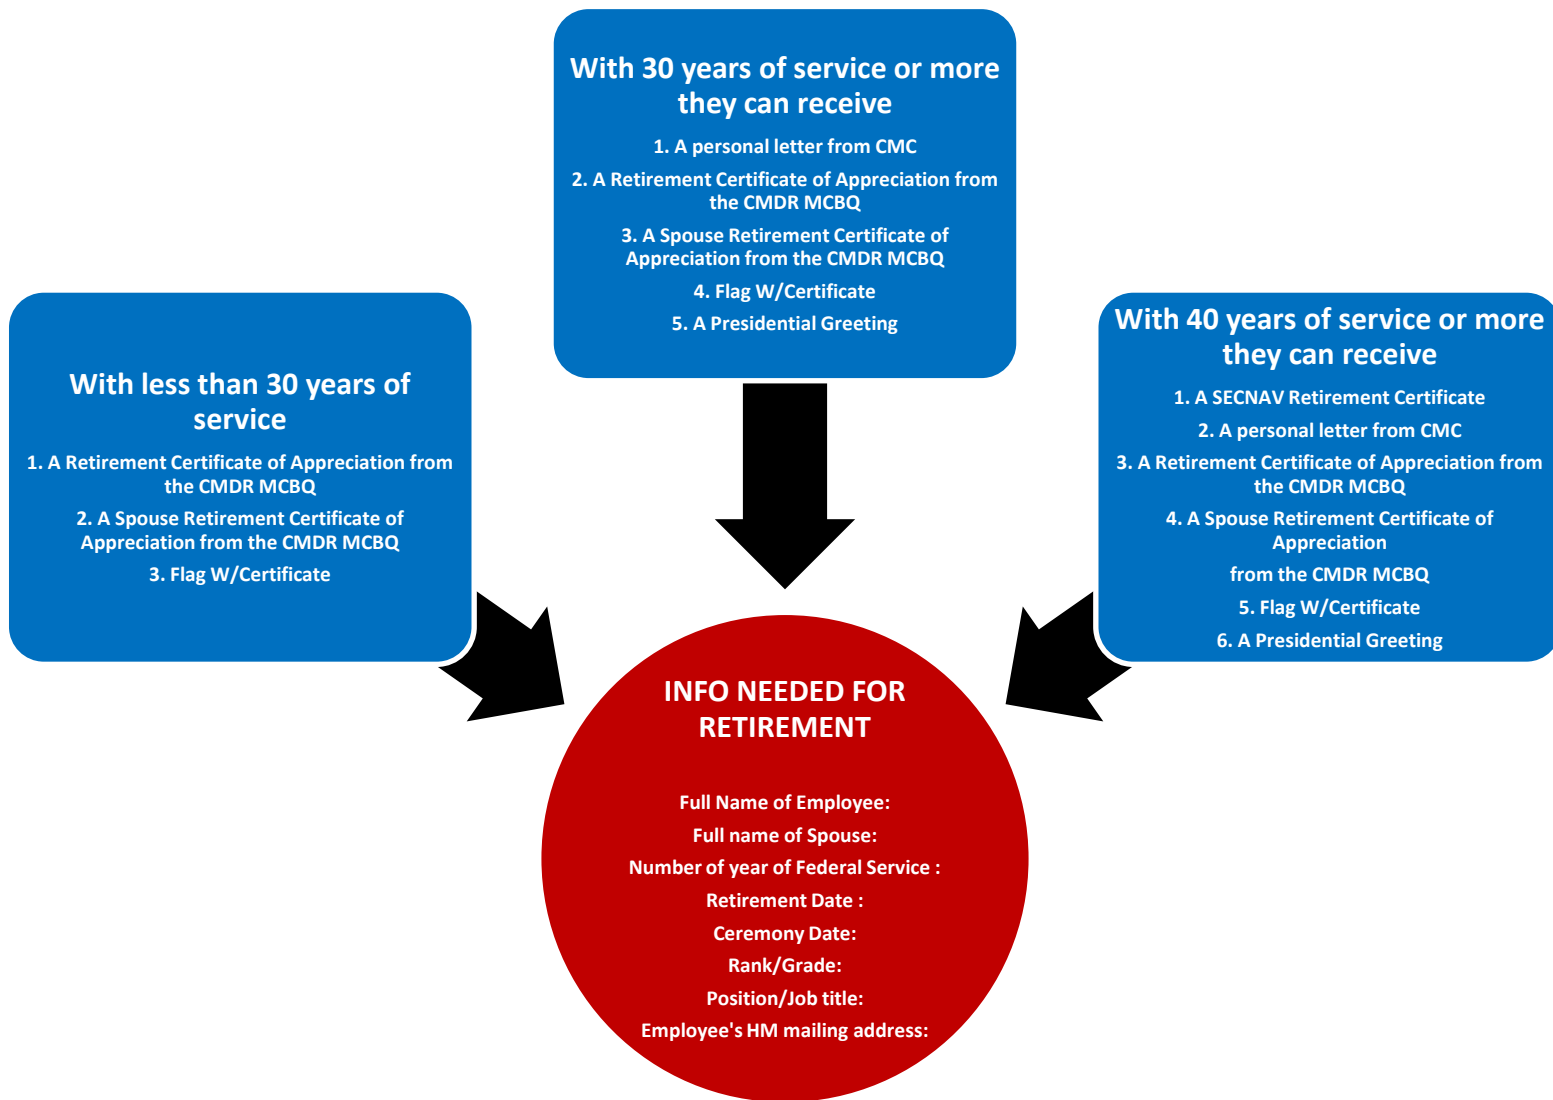 With 30 years of service or more
they can receive
1. A personal letter from CMC
2. A Retirement Certificate of Appreciation from
the CMDR MCBQ
3. A Spouse Retirement Certificate of
Appreciation from the CMDR MCBQ
4. Flag W/Certificate
5. A Presidential Greeting
With less than 30 years of
service
1. A Retirement Certificate of Appreciation from
the CMDR MCBQ
2. A Spouse Retirement Certificate of
Appreciation from the CMDR MCBQ
3. Flag W/Certificate
With 40 years of service or more
they can receive
1. A SECNAV Retirement Certificate
2. A personal letter from CMC
3. A Retirement Certificate of Appreciation from
the CMDR MCBQ
4. A Spouse Retirement Certificate of
Appreciation
from the CMDR MCBQ
5. Flag W/Certificate
6. A Presidential Greeting
INFO NEEDED FOR
RETIREMENT
Full Name of Employee:
Full name of Spouse:
Number of year of Federal Service :
Retirement Date :
Ceremony Date:
Rank/Grade:
Position/Job title:
Employee's HM mailing address: